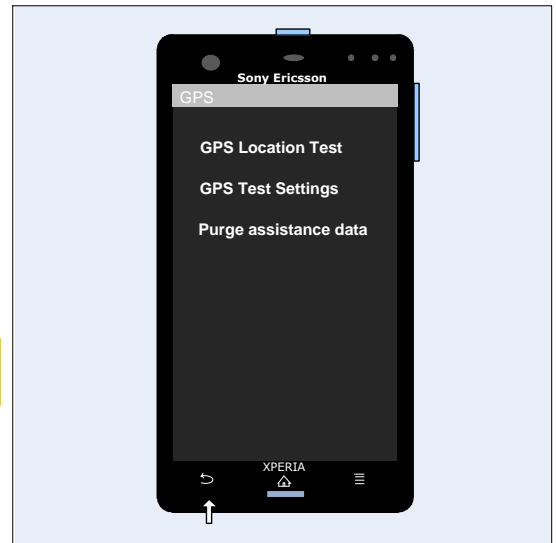 Sony Ericsson
GPS
GPS Location Test
GPS Test Settings
Purge assistance data
XPERIA